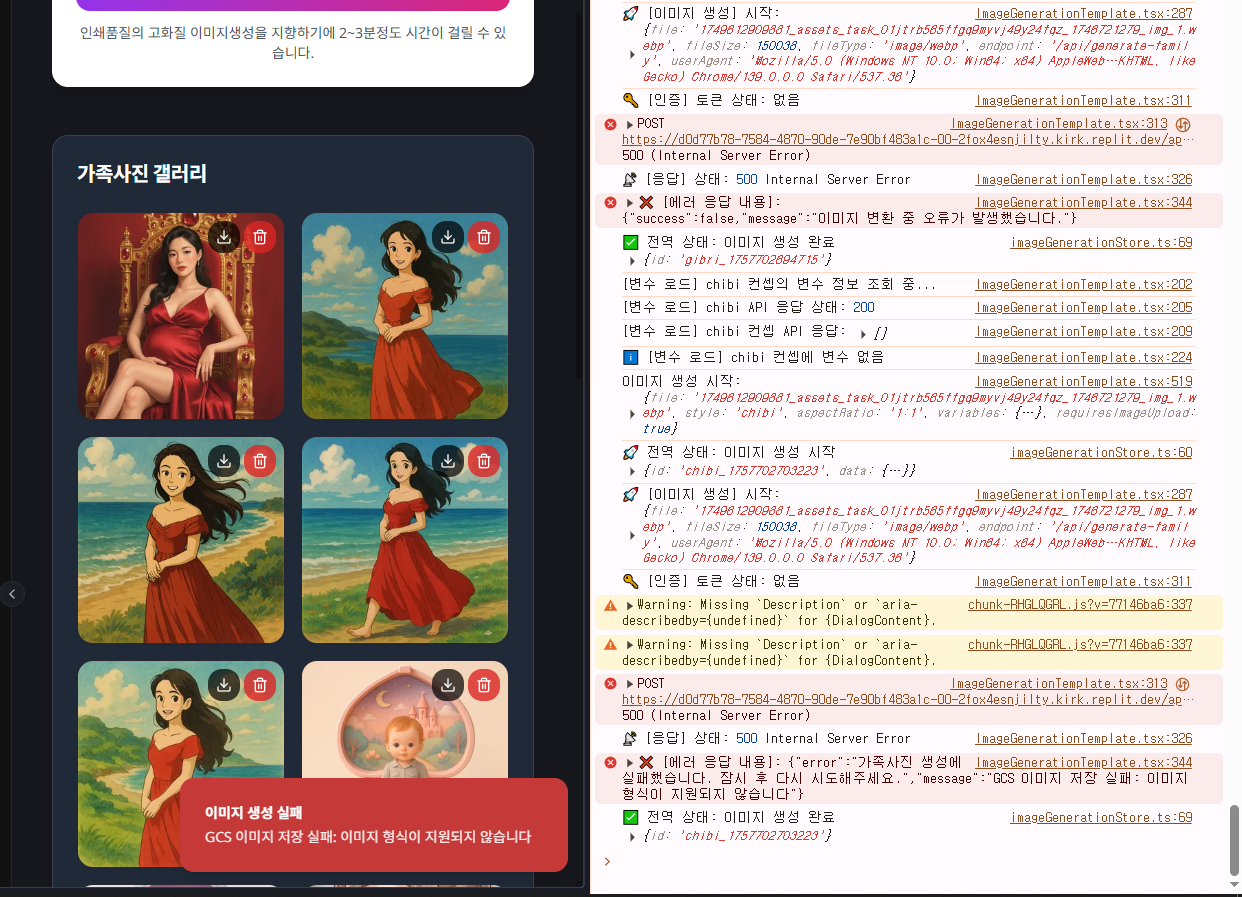 인쇄품질의 고화질 이미지생성을 지향하기에 2~3분정도 시간이 걸릴 수 있
습니다.
가족사진 갤러리
이미지 생성 실패
GCS 이미지 저장 실패: 이미지 형식이 지원되지 않습니다
🚀 [이미지 생성] 시작: ImageGenerationTemplate.tsx:287
{file: '1749612909681_assets_task_01jtrb565ffgq9myvj49y24fqz_1746721279_img_1.w
ebp', fileSize: 150036, fileType: 'image/webp', endpoint: '/api/generate-famil
y', userAgent: 'Mozilla/5.0 (Windows NT 10.0; Win64; x64) AppleWeb…KHTML, like
Gecko) Chrome/139.0.0.0 Safari/537.36'}
🔑 [인증] 토큰 상태: 없음 ImageGenerationTemplate.tsx:311
POST ImageGenerationTemplate.tsx:313
https://d0d77b78-7584-4870-90de-7e90bf483a1c-00-2fox4esnjilty.kirk.replit.dev/ap…
500 (Internal Server Error)
📡 [응답] 상태: 500 Internal Server Error ImageGenerationTemplate.tsx:326
❌ [에러 응답 내용]: ImageGenerationTemplate.tsx:344
{"success":false,"message":"이미지 변환 중 오류가 발생했습니다."}
✅ 전역 상태: 이미지 생성 완료 imageGenerationStore.ts:69
{id: 'gibri_1757702694715'}
[변수 로드] chibi 컨셉의 변수 정보 조회 중... ImageGenerationTemplate.tsx:202
[변수 로드] chibi API 응답 상태: 200 ImageGenerationTemplate.tsx:205
[변수 로드] chibi 컨셉 API 응답: [] ImageGenerationTemplate.tsx:209
ℹ️ [변수 로드] chibi 컨셉에 변수 없음 ImageGenerationTemplate.tsx:224
이미지 생성 시작: ImageGenerationTemplate.tsx:519
{file: '1749612909681_assets_task_01jtrb565ffgq9myvj49y24fqz_1746721279_img_1.w
ebp', style: 'chibi', aspectRatio: '1:1', variables: {…}, requiresImageUpload:
true}
🚀 전역 상태: 이미지 생성 시작 imageGenerationStore.ts:60
{id: 'chibi_1757702703223', data: {…}}
🚀 [이미지 생성] 시작: ImageGenerationTemplate.tsx:287
{file: '1749612909681_assets_task_01jtrb565ffgq9myvj49y24fqz_1746721279_img_1.w
ebp', fileSize: 150036, fileType: 'image/webp', endpoint: '/api/generate-famil
y', userAgent: 'Mozilla/5.0 (Windows NT 10.0; Win64; x64) AppleWeb…KHTML, like
Gecko) Chrome/139.0.0.0 Safari/537.36'}
🔑 [인증] 토큰 상태: 없음 ImageGenerationTemplate.tsx:311
Warning: Missing `Description` or `aria- chunk-RHGLQGRL.js?v=77146ba6:337
describedby={undefined}` for {DialogContent}.
Warning: Missing `Description` or `aria- chunk-RHGLQGRL.js?v=77146ba6:337
describedby={undefined}` for {DialogContent}.
POST ImageGenerationTemplate.tsx:313
https://d0d77b78-7584-4870-90de-7e90bf483a1c-00-2fox4esnjilty.kirk.replit.dev/ap…
500 (Internal Server Error)
📡 [응답] 상태: 500 Internal Server Error ImageGenerationTemplate.tsx:326
❌ [에러 응답 내용]: {"error":"가족사진 생성에 ImageGenerationTemplate.tsx:344
실패했습니다. 잠시 후 다시 시도해주세요.","message":"GCS 이미지 저장 실패: 이미지
형식이 지원되지 않습니다"}
✅ 전역 상태: 이미지 생성 완료 imageGenerationStore.ts:69
{id: 'chibi_1757702703223'}